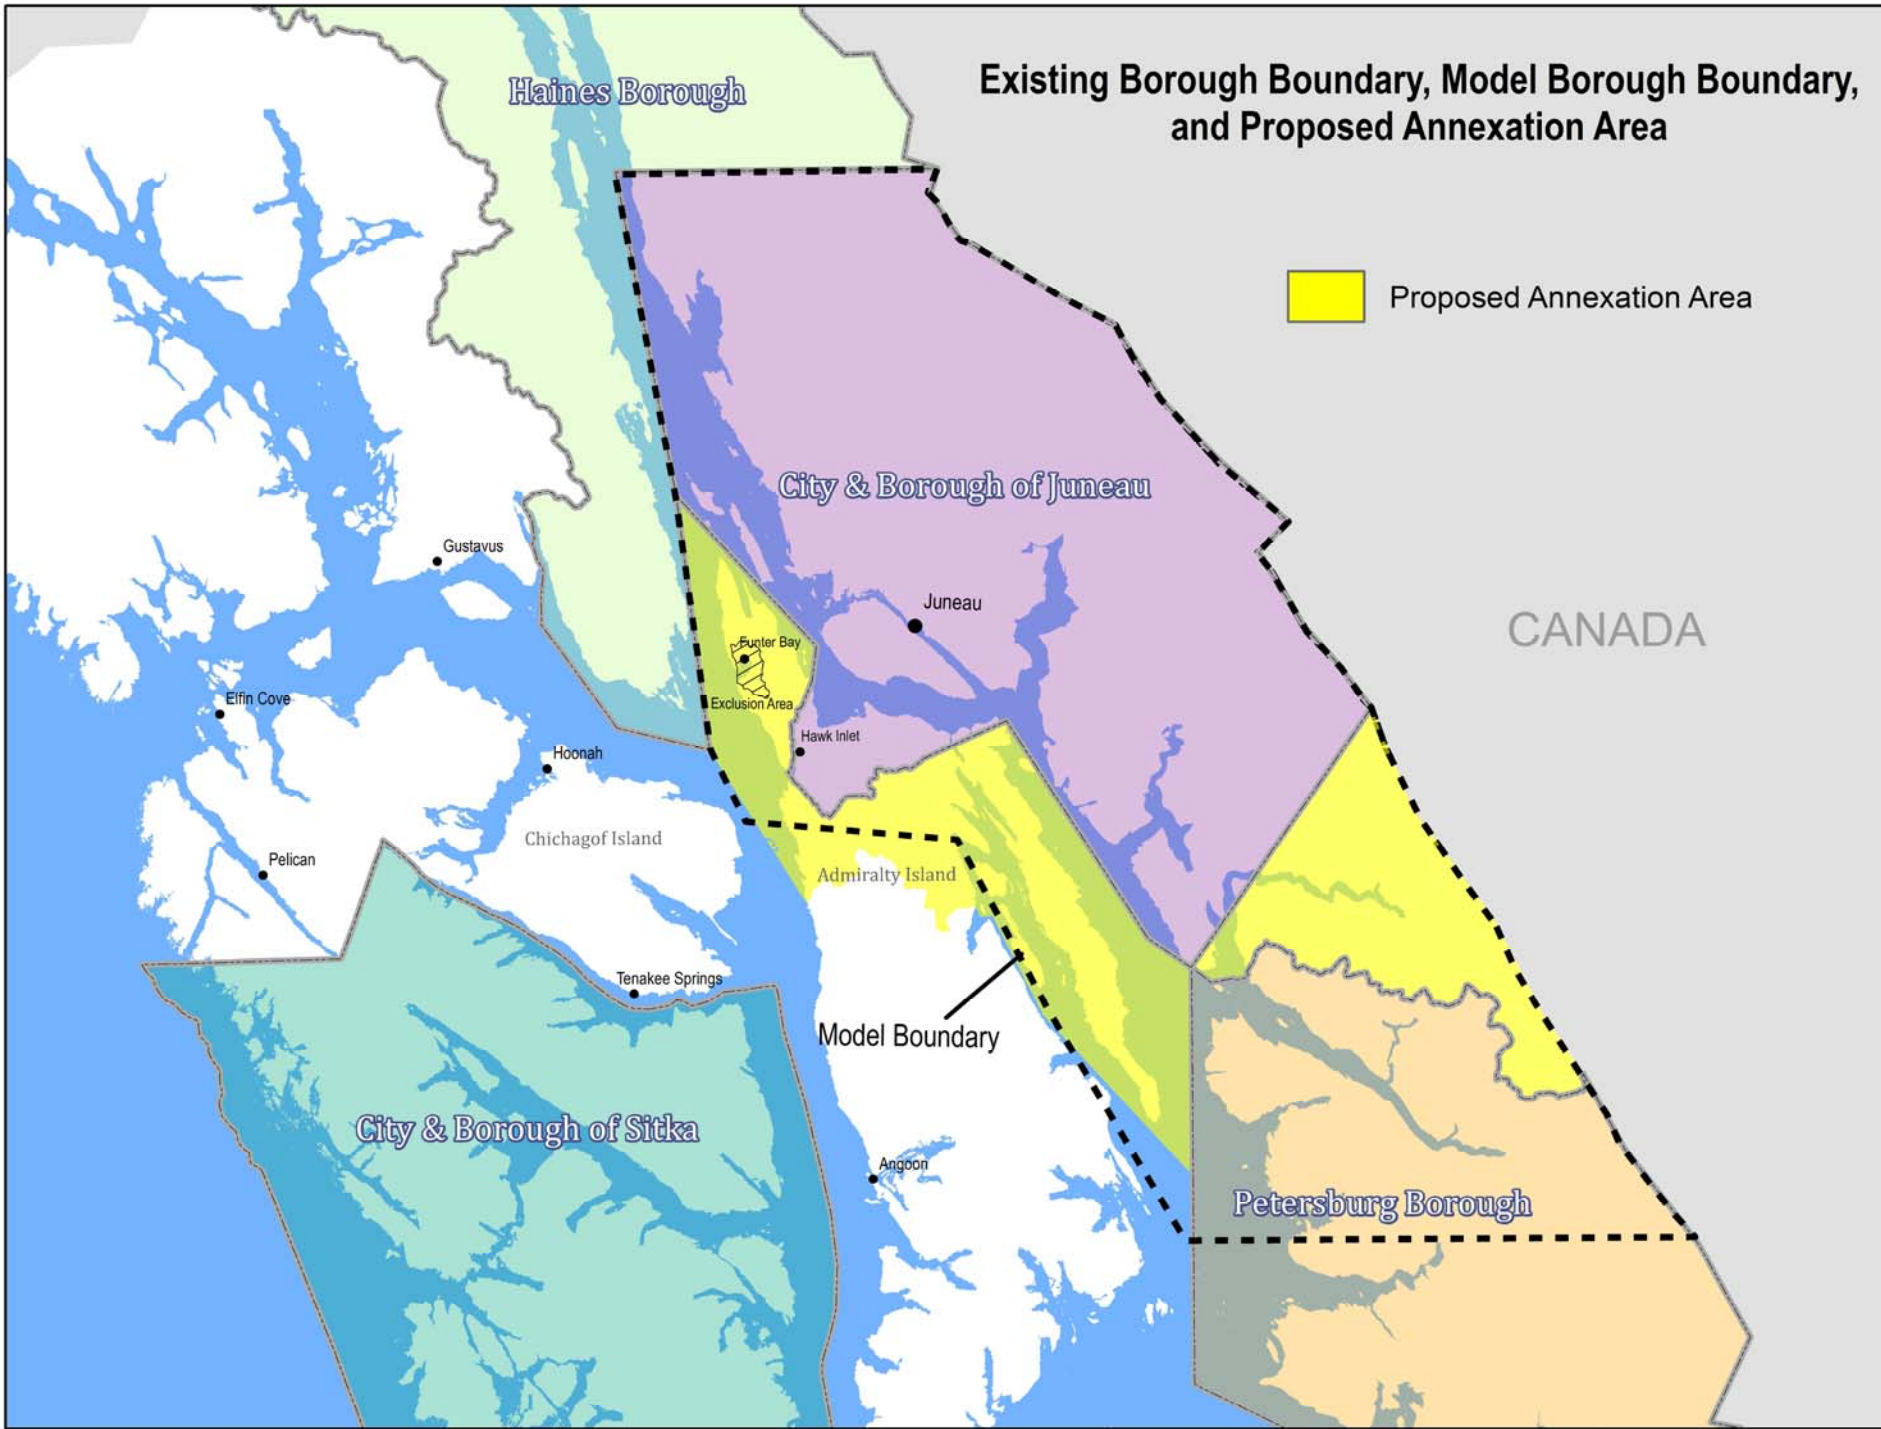 Existing Borough Boundary, Model Borough Boundary,
and Proposed Annexation Area
Haines Borough
Proposed Annexation Area
City & Borough of Juneau
Gustavus
Juneau
CANADA
Funter Bay
Exclusion Area
Elfin Cove
Hawk Inlet
Hoonah
Chichagof Island
Pelican
Admiralty Island
Tenakee Springs
Model Boundary
City & Borough of Sitka
Angoon
Petersburg Borough